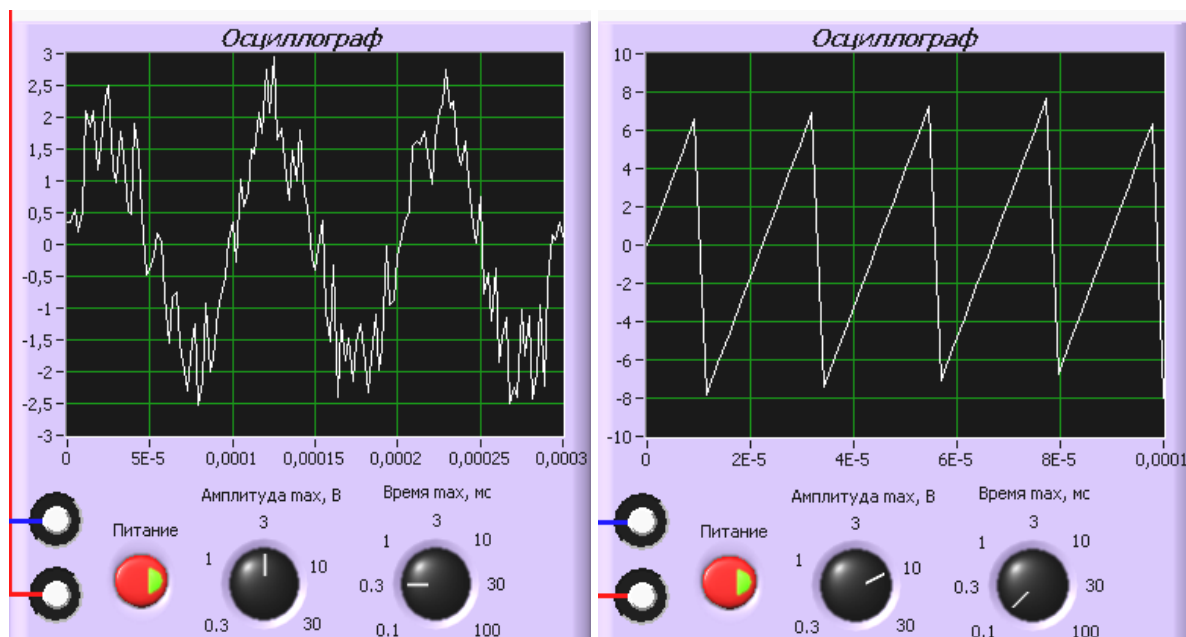 Осциллограф
3
2,5
2
1,5
1
0,5
0
-0,5
-1
-1,5
-2
-2,5
-3
0 5E-5 0,0001 0,00015 0,0002 0,00025 0,0003
Питание
Амплитуда max, В
0.3 1 3 10 30
Время max, мс
0.1 0.3 1 3 10 30 100
Осциллограф
10
8
6
4
2
0
-2
-4
-6
-8
-10
0 2E-5 4E-5 6E-5 8E-5 0,0001
Питание
Амплитуда max, В
0.3 1 3 10 30
Время max, мс
0.1 0.3 1 3 10 30 100